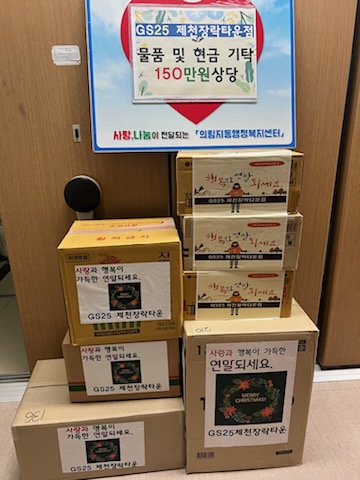 GS25 제천장락타운점
물품 및 현금 기탁
150만원상당
사랑.나눔이 전달되는 「의림지동행정복지센터」
행복한 연말
되세요
GS25 제천장락타운점
행복한 연말
되세요
GS25 제천장락타운점
행복한 연말
되세요
GS25 제천장락타운점
사랑과 행복이
가득한 연말되세요.
GS25 제천장락타운
사랑과 행복이
가득한 연말되세요.
GS25 제천장락타운
사랑과 행복이 가득한
연말되세요.
MERRY
CHRISTMAS!
GS25제천장락타운
사랑과 행복이
가득한 연말되세요.
GS25 제천장락타운